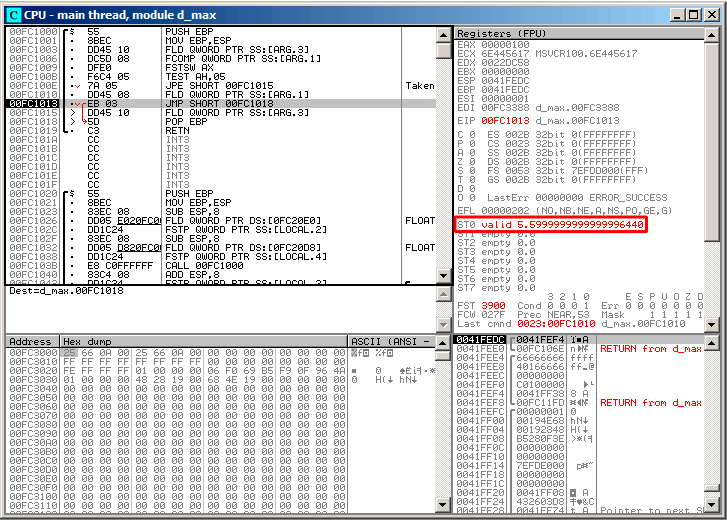 CPU - main thread, module d_max
00FC1000 55 PUSH EBP
00FC1001 8BEC MOV EBP,ESP
00FC1003 DD45 10 FLD QWORD PTR SS:[ARG.3]
00FC1006 DC5D 08 FCOMP QWORD PTR SS:[ARG.1]
00FC1009 DFE0 FSTSW AX
00FC100B F6C4 05 TEST AH,05
00FC100E 7A 05 JPE SHORT 00FC1015 Taken
00FC1010 DD45 08 FLD QWORD PTR SS:[ARG.1]
00FC1013 EB 03 JMP SHORT 00FC1018
00FC1015 DD45 10 FLD QWORD PTR SS:[ARG.3]
00FC1018 5D POP EBP
00FC1019 C3 RETN
00FC101A CC INT3
00FC101B CC INT3
00FC101C CC INT3
00FC101D CC INT3
00FC101E CC INT3
00FC101F CC INT3
00FC1020 55 PUSH EBP
00FC1021 8BEC MOV EBP,ESP
00FC1023 83EC 08 SUB ESP,8
00FC1026 DD05 E020FC00 FLD QWORD PTR DS:[0FC20E0] FLOAT
00FC102C DD1C24 FSTP QWORD PTR SS:[LOCAL.2]
00FC102F 83EC 08 SUB ESP,8
00FC1032 DD05 D820FC00 FLD QWORD PTR DS:[0FC20D8] FLOAT
00FC1038 DD1C24 FSTP QWORD PTR SS:[LOCAL.4]
00FC103B E8 C0FFFFFF CALL 00FC1000
00FC1040 83C4 08 ADD ESP,8
00FC1043 DD1C24 FSTP QWORD PTR SS:[LOCAL.2]
Dest=d_max.00FC1018
Registers (FPU)
EAX 00000100
ECX 6E445617 MSVCR100.6E445617
EDX 0022DC58
EBX 00000000
ESP 0041FEDC
EBP 0041FEDC
ESI 00000001
EDI 00FC3388 d_max.00FC3388
EIP 00FC1013 d_max.00FC1013
C 0 ES 002B 32bit 0(FFFFFFFF)
P 0 CS 0023 32bit 0(FFFFFFFF)
A 0 SS 002B 32bit 0(FFFFFFFF)
Z 0 DS 002B 32bit 0(FFFFFFFF)
S 0 FS 0053 32bit 7EFDD000(FFF)
T 0 GS 002B 32bit 0(FFFFFFFF)
D 0
O 0 LastErr 00000000 ERROR_SUCCESS
EFL 00000202 (NO,NB,NE,A,NS,PO,GE,G)
ST0 valid 5.5999999999999996440
ST1 empty 0.0
ST2 empty 0.0
ST3 empty 0.0
ST4 empty 0.0
ST5 empty 0.0
ST6 empty 0.0
ST7 empty 0.0
3 2 1 0 E S P U O Z D
FST 3900 Cond 0 0 0 1 Err 0 0 0 0 0 0 0
FCW 027F Prec NEAR,53 Mask 1 1 1 1 1
Last cmnd 0023:00FC1010 d_max.00FC1010
Address Hex dump ASCII (ANSI -
00FC3000 25 66 0A 00 25 66 0A 00 00 00 00 00 00 00 00 00
00FC3010 FF FF FF FF FF FF FF FF
00FC3020 FE FF FF FF 01 00 00 00 06 F0 69 B5 F9 0F 96 4A
00FC3030 01 00 00 00 48 28 19 00 68 4E 19 00 00 00 00 00
00FC3040 00 00 00 00 00 00 00 00 00 00 00 00 00 00 00 00
00FC3050 00 00 00 00 00 00 00 00 00 00 00 00 00 00 00 00
00FC3060 00 00 00 00 00 00 00 00 00 00 00 00 00 00 00 00
00FC3070 00 00 00 00 00 00 00 00 00 00 00 00 00 00 00 00
00FC3080 00 00 00 00 00 00 00 00 00 00 00 00 00 00 00 00
00FC3090 00 00 00 00 00 00 00 00 00 00 00 00 00 00 00 00
00FC30A0 00 00 00 00 00 00 00 00 00 00 00 00 00 00 00 00
00FC30B0 00 00 00 00 00 00 00 00 00 00 00 00 00 00 00 00
00FC30C0 00 00 00 00 00 00 00 00 00 00 00 00 00 00 00 00
00FC30D0 00 00 00 00 00 00 00 00 00 00 00 00 00 00 00 00
00FC30E0 00 00 00 00 00 00 00 00 00 00 00 00 00 00 00 00
00FC30F0 00 00 00 00 00 00 00 00 00 00 00 00 00 00 00 00
00FC3100 00 00 00 00 00 00 00 00 00 00 00 00 00 00 00 00
00FC3110 00 00 00 00 00 00 00 00 00 00 00 00 00 00 00 00
0041FEDC 0041FEF4
0041FEE0 00FC106E RETURN from d_max
0041FEE4 66666666 ffff
0041FEE8 40166666 ff
0041FEEC 00000000
0041FEF0 C0100000
0041FEF4 0041FF38 8 A
0041FEF8 00FC11FD RETURN from d_max
0041FEFC 00000001
0041FF00 00194E68 hN
0041FF04 00192848 H(
0041FF08 B5280F3E
0041FF0C 00000000
0041FF10 00000000
0041FF14 7EFDE000
0041FF18 00000000
0041FF1C 00000000
0041FF20 0041FF08
0041FF24 432603D8
0041FF28 0041FF74 t A Pointer to next S